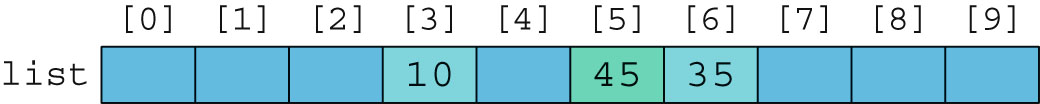 [0] [1] [2] [3] [4] [5] [6] [7] [8] [9]
list 10 45 35